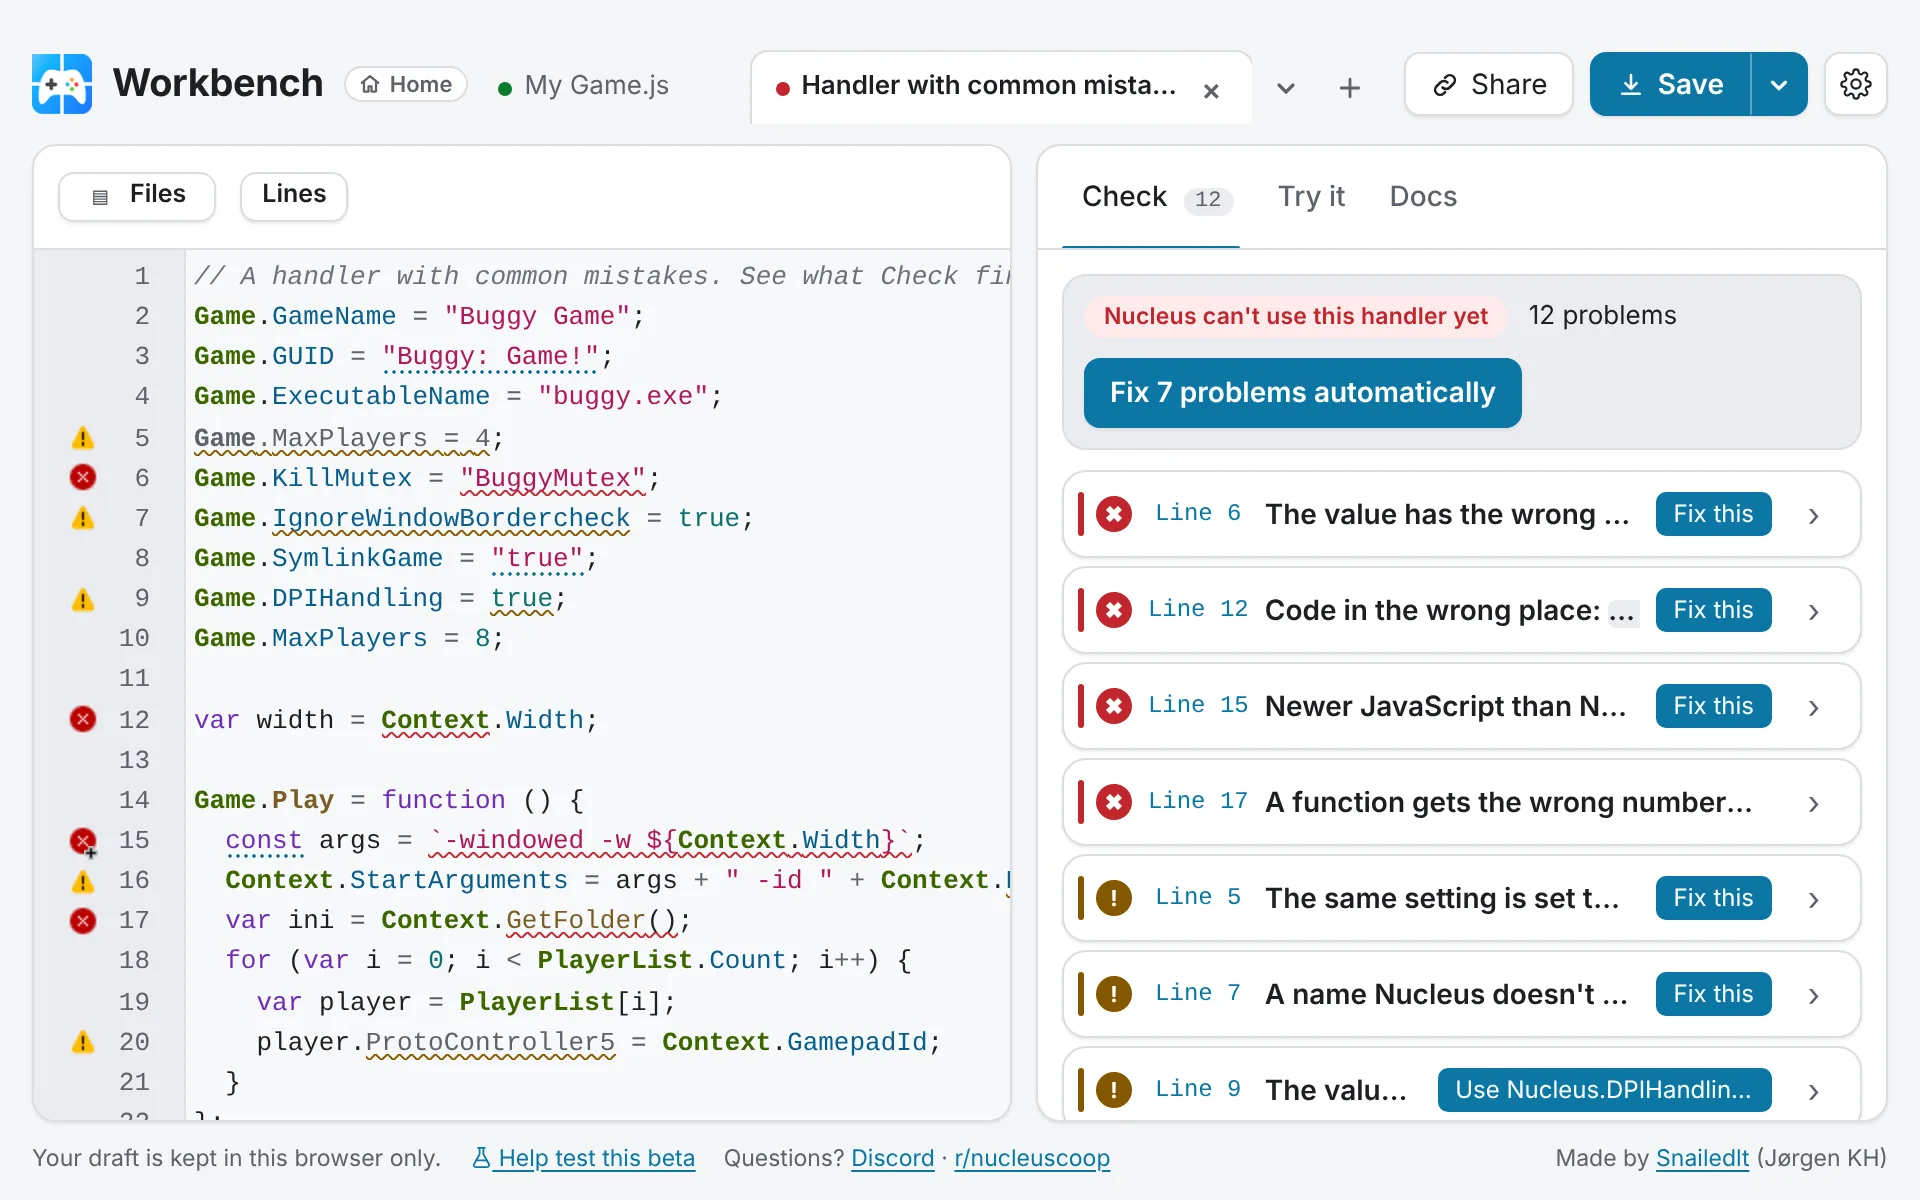 Workbench
Home
My Game.js
Handler with common mista...
Share
Save
Files
Lines
1 // A handler with common mistakes. See what Check fin
2 Game.GameName = "Buggy Game";
3 Game.GUID = "Buggy: Game!";
4 Game.ExecutableName = "buggy.exe";
5 Game.MaxPlayers = 4;
6 Game.KillMutex = "BuggyMutex";
7 Game.IgnoreWindowBordercheck = true;
8 Game.SymlinkGame = "true";
9 Game.DPIHandling = true;
10 Game.MaxPlayers = 8;
11
12 var width = Context.Width;
13
14 Game.Play = function () {
15 const args = `-windowed -w ${Context.Width}`;
16 Context.StartArguments = args + " -id " + Context.
17 var ini = Context.GetFolder();
18 for (var i = 0; i < PlayerList.Count; i++) {
19 var player = PlayerList[i];
20 player.ProtoController5 = Context.GamepadId;
21 }
22 };
Check 12
Try it
Docs
Nucleus can't use this handler yet
12 problems
Fix 7 problems automatically
Line 6 The value has the wrong ... Fix this
Line 12 Code in the wrong place: ... Fix this
Line 15 Newer JavaScript than N... Fix this
Line 17 A function gets the wrong number...
Line 5 The same setting is set t... Fix this
Line 7 A name Nucleus doesn't ... Fix this
Line 9 The valu... Use Nucleus.DPIHandlin...
Your draft is kept in this browser only.
Help test this beta
Questions? Discord · r/nucleuscoop
Made by SnailedIt (Jørgen KH)